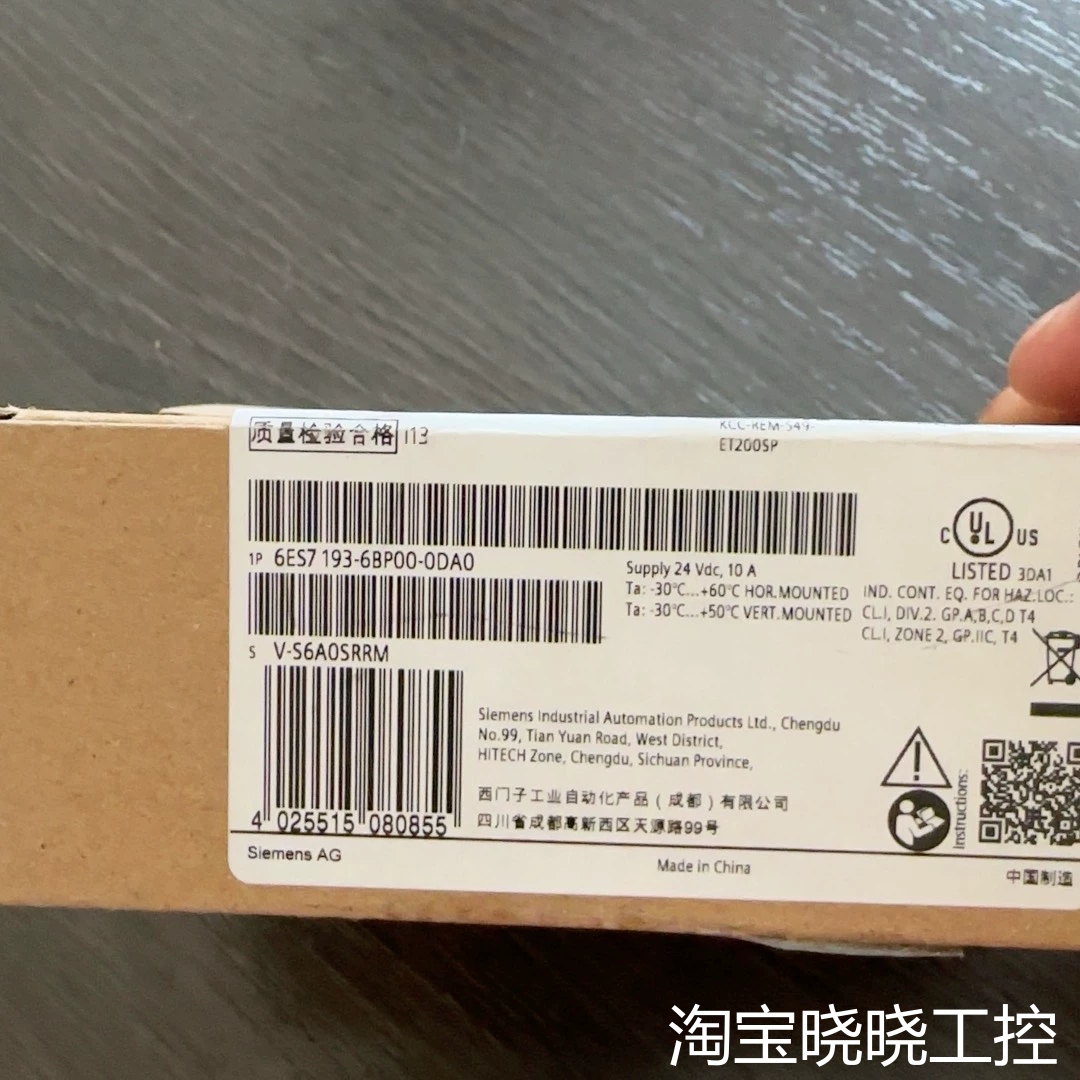 质量检验合格 i13
KCC-REM-S49-
ET200SP
1P 6ES7 193-6BP00-0DA0
Supply 24 Vdc, 10 A
Ta: -30°C...+60°C HOR.MOUNTED
Ta: -30°C...+50°C VERT.MOUNTED
C UL US
LISTED 3DA1
IND. CONT. EQ. FOR HAZ.LOC.:
CL.I, DIV.2. GP.A,B,C,D T4
CL.I, ZONE 2, GP.IIC, T4
S V-S6A0SRRM
Siemens Industrial Automation Products Ltd., Chengdu
No.99, Tian Yuan Road, West District,
HITECH Zone, Chengdu, Sichuan Province,
西门子工业自动化产品（成都）有限公司
四川省成都高新西区天源路99号
Instructions:
4 025515 080855
Siemens AG
Made in China
中国制造
淘宝晓晓工控